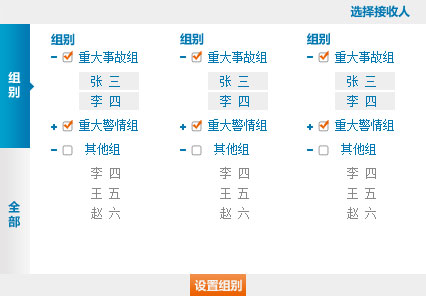 选择接收人
组别
全部
组别 组别 组别
重大事故组 重大事故组 重大事故组
张 三 张 三 张 三
李 四 李 四 李 四
重大警情组 重大警情组 重大警情组
其他组 其他组 其他组
李 四 李 四 李 四
王 五 王 五 王 五
赵 六 赵 六 赵 六
设置组别